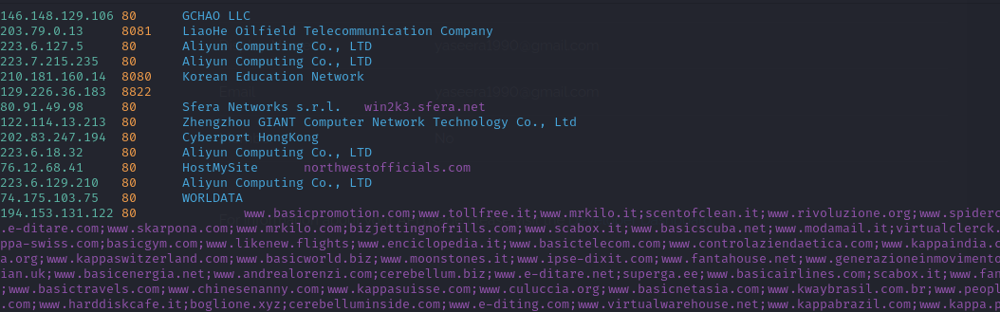 146.148.129.106 80 GCHAO LLC
203.79.0.13 8081 LiaoHe Oilfield Telecommunication Company
223.6.127.5 80 Aliyun Computing Co., LTD
223.7.215.235 80 Aliyun Computing Co., LTD
210.181.160.14 8080 Korean Education Network
129.226.36.183 8822
80.91.49.98 80 Sfera Networks s.r.l. win2k3.sfera.net
122.114.13.213 80 Zhengzhou GIANT Computer Network Technology Co., Ltd
202.83.247.194 80 Cyberport HongKong
223.6.18.32 80 Aliyun Computing Co., LTD
76.12.68.41 80 HostMySite northwestofficials.com
223.6.129.210 80 Aliyun Computing Co., LTD
74.175.103.75 80 WORLDATA
194.153.131.122 80 www.basicpromotion.com;www.tollfree.it;www.mrkilo.it;scentofclean.it;www.rivoluzione.org;www.spiderc
.e-ditare.com;www.skarpona.com;www.mrkilo.com;bizjettingnofrills.com;www.scabox.it;www.basicscuba.net;www.modamail.it;virtualclerck.
ppa-swiss.com;basicgym.com;www.likenew.flights;www.enciclopedia.it;www.basictelecom.com;www.controlaziendaetica.com;www.kappaindia.c
a.org;www.kappaswitzerland.com;www.basicworld.biz;www.moonstones.it;www.ipse-dixit.com;www.fantahouse.net;www.generazioneinmovimento
ian.uk;www.basicenergia.net;www.andrealorenzi.com;cerebellum.biz;www.e-ditare.net;superga.ee;www.basicairlines.com;scabox.it;www.fan
;www.basictravels.com;www.chinesenanny.com;www.kappasuisse.com;www.culuccia.org;www.basicnetasia.com;www.kwaybrasil.com.br;www.peopl
.com;www.harddiskcafe.it;boglione.xyz;cerebelluminside.com;www.e-diting.com;www.virtualwarehouse.net;www.kappabrazil.com;www.kappa.r